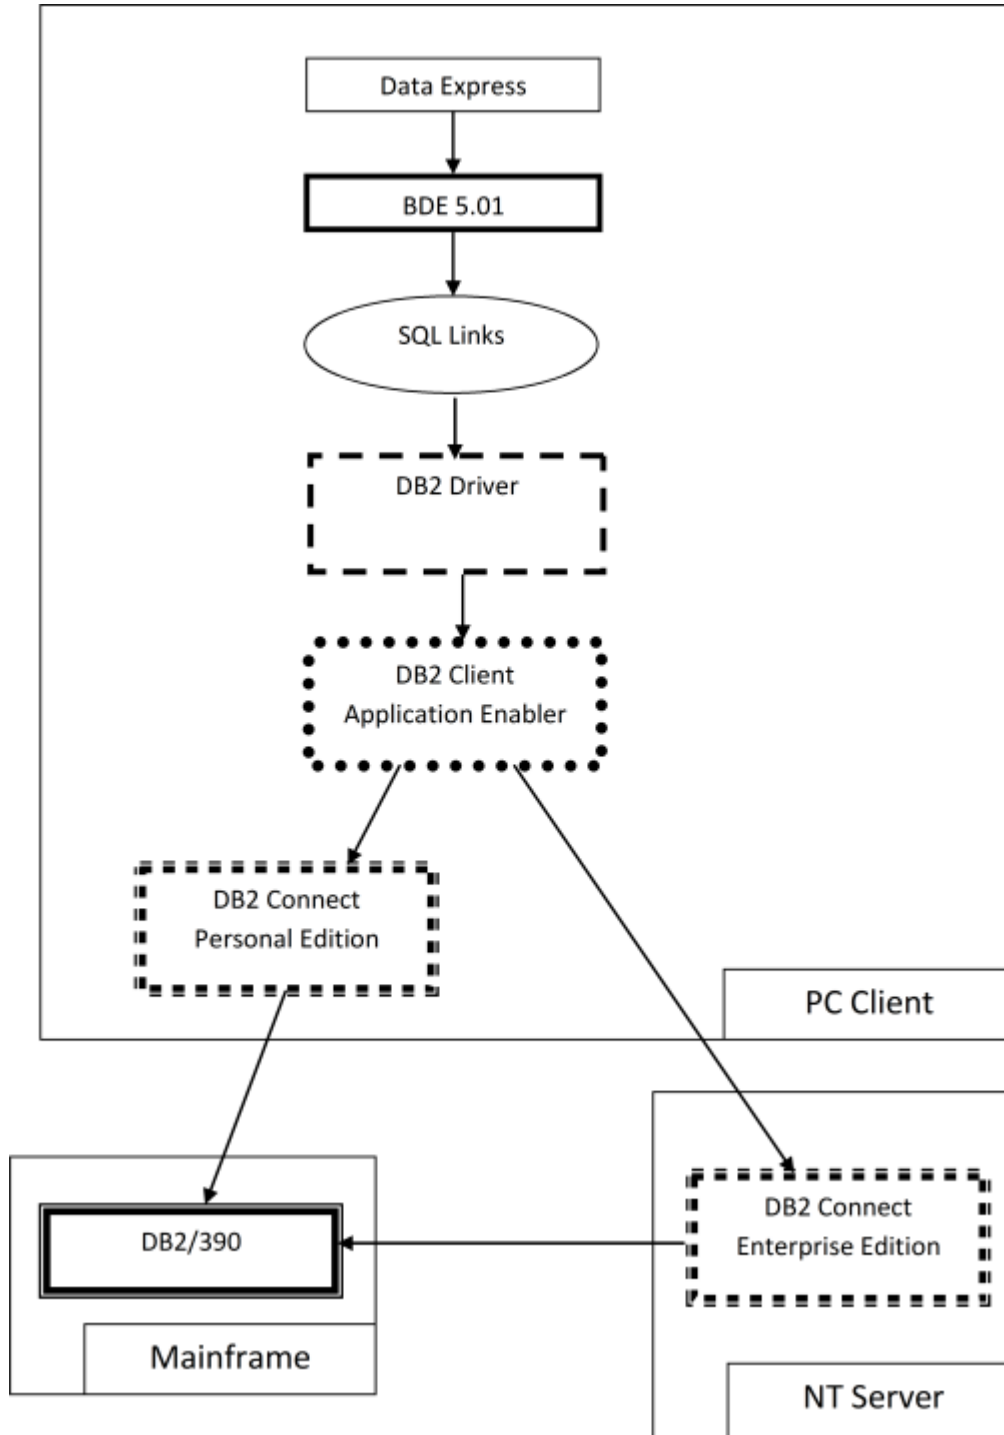 Data Express
BDE 5.01
SQL Links
DB2 Driver
DB2 Client
Application Enabler
DB2 Connect
Personal Edition
PC Client
DB2/390
Mainframe
DB2 Connect
Enterprise Edition
NT Server